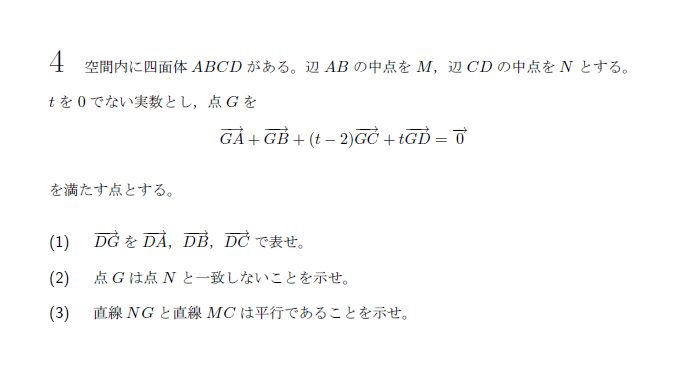 4 空間内に四面体 ABCD がある。辺 AB の中点を M，辺 CD の中点を N とする。
t を 0 でない実数とし，点 G を
$\overrightarrow{GA} + \overrightarrow{GB} + (t-2)\overrightarrow{GC} + t\overrightarrow{GD} = \overrightarrow{0}$
を満たす点とする。
(1) $\overrightarrow{DG}$ を $\overrightarrow{DA}$，$\overrightarrow{DB}$，$\overrightarrow{DC}$ で表せ。
(2) 点 G は点 N と一致しないことを示せ。
(3) 直線 NG と直線 MC は平行であることを示せ。